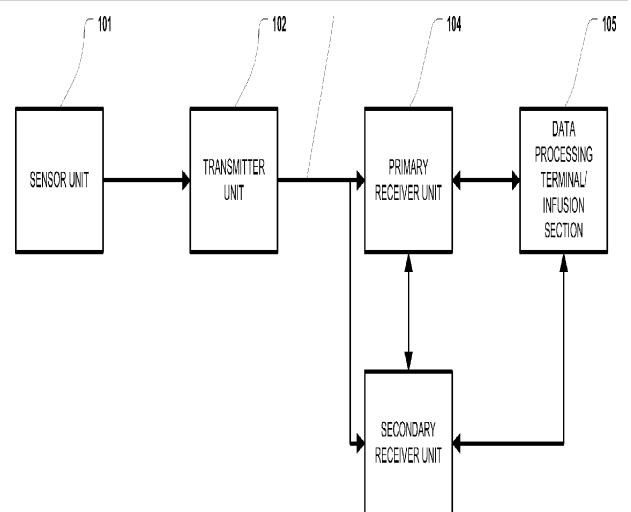 101
102
104
105
SENSOR UNIT
TRANSMITTER
UNIT
PRIMARY
RECEIVER UNIT
DATA
PROCESSING
TERMINAL/
INFUSION
SECTION
SECONDARY
RECEIVER UNIT